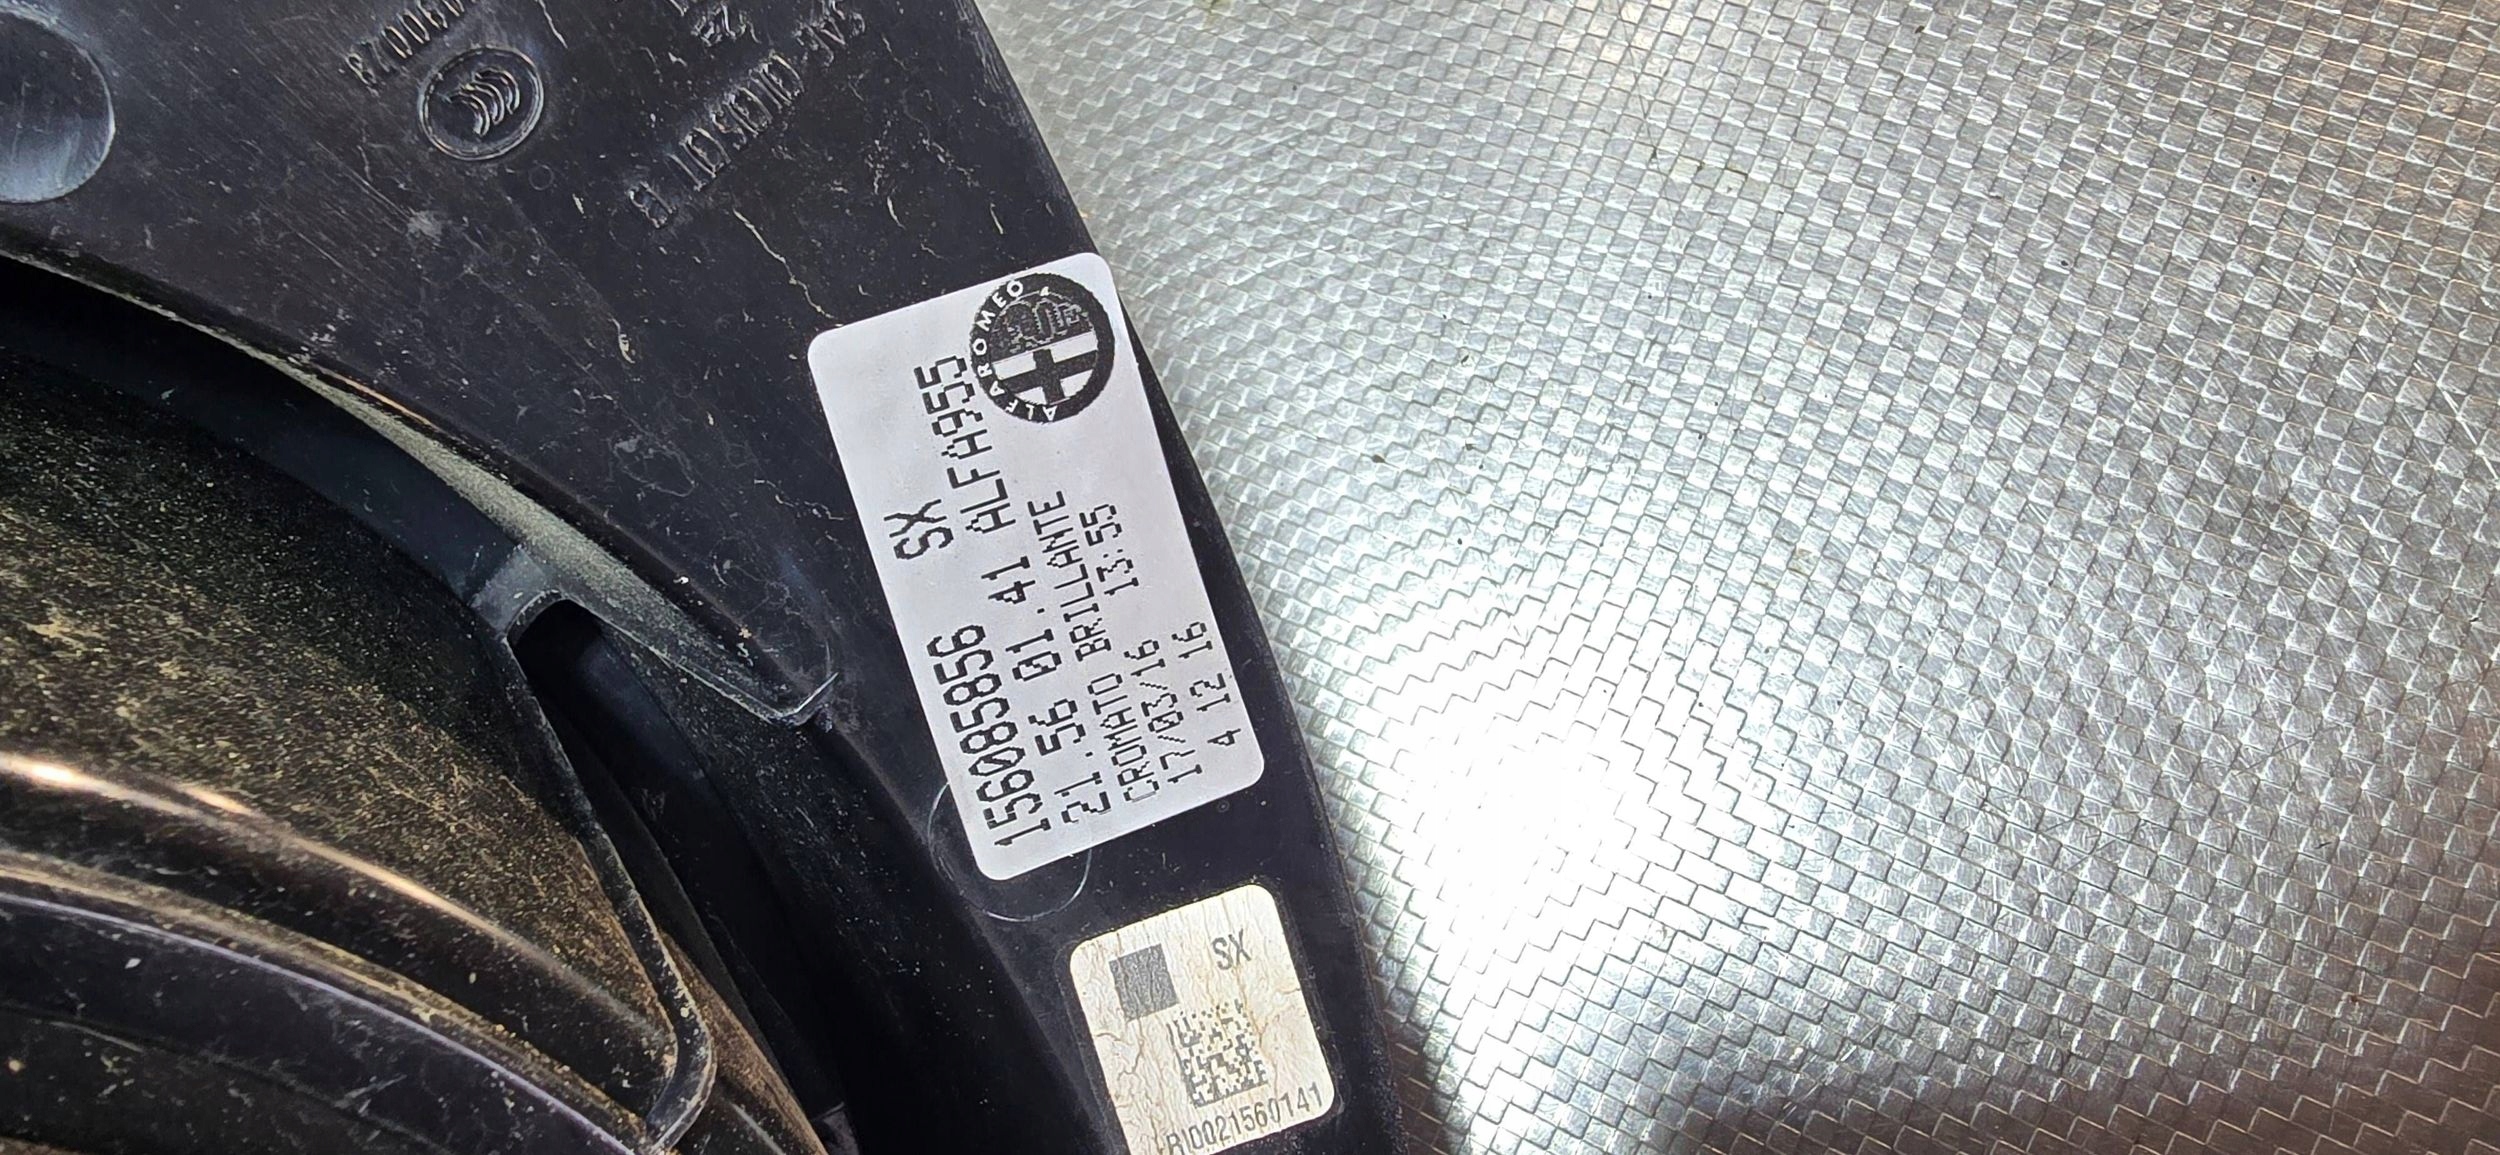 ALFA ROMEO
156085856 SX
21.56 01.41 ALFA955
CROMATO BRILLANTE
17/03/16 13:55
4 12 16
SX
RID021560141